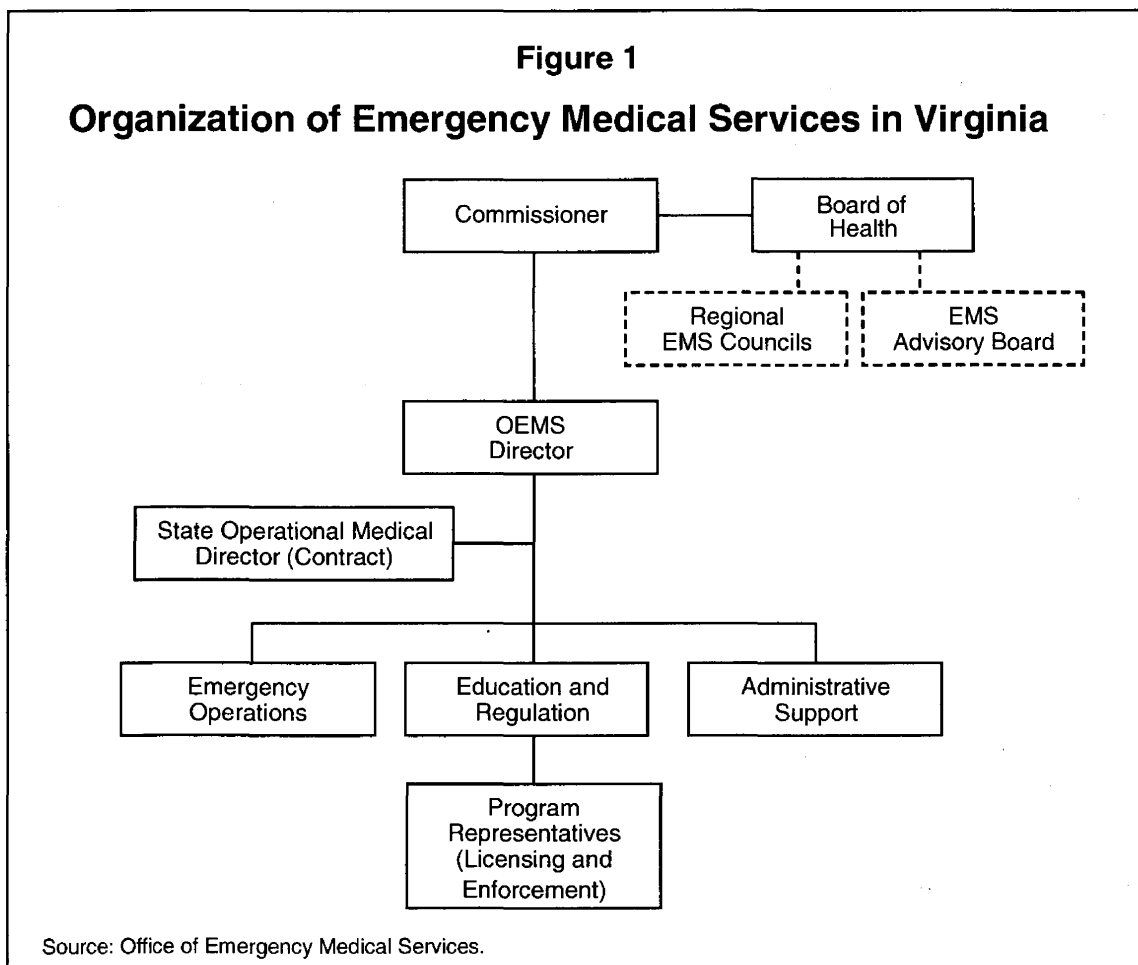 Figure 1
Organization of Emergency Medical Services in Virginia
Commissioner
Board of
Health
Regional
EMS Councils
EMS
Advisory Board
OEMS
Director
State Operational Medical
Director (Contract)
Emergency
Operations
Education and
Regulation
Administrative
Support
Program
Representatives
(Licensing and
Enforcement)
Source: Office of Emergency Medical Services.